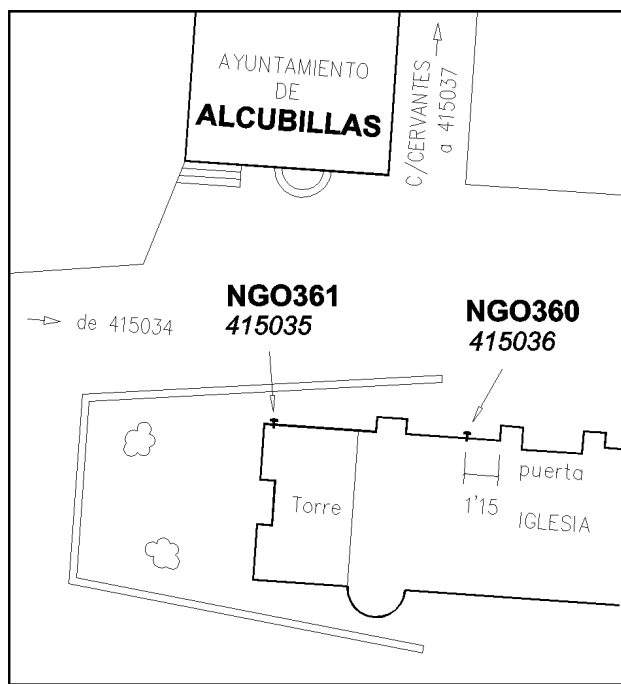 AYUNTAMIENTO
DE
ALCUBILLAS
C/CERVANTES
a 415037
NGO361
415035
NGO360
415036
de 415034
Torre
puerta
1'15
IGLESIA